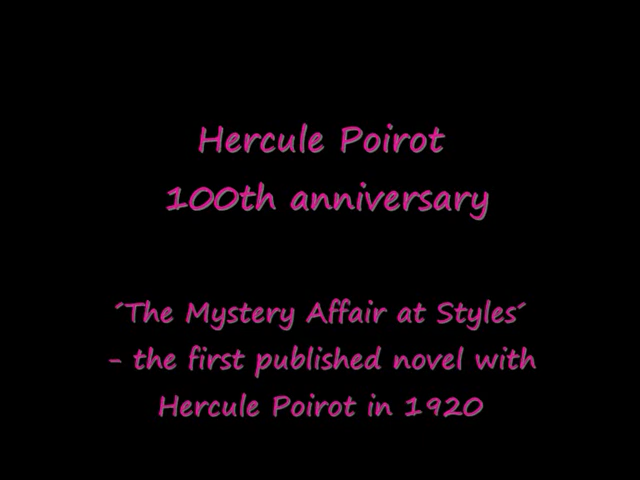 Hercule Poirot
100th anniversary
´The Mystery Affair at Styles´
- the first published novel with
Hercule Poirot in 1920